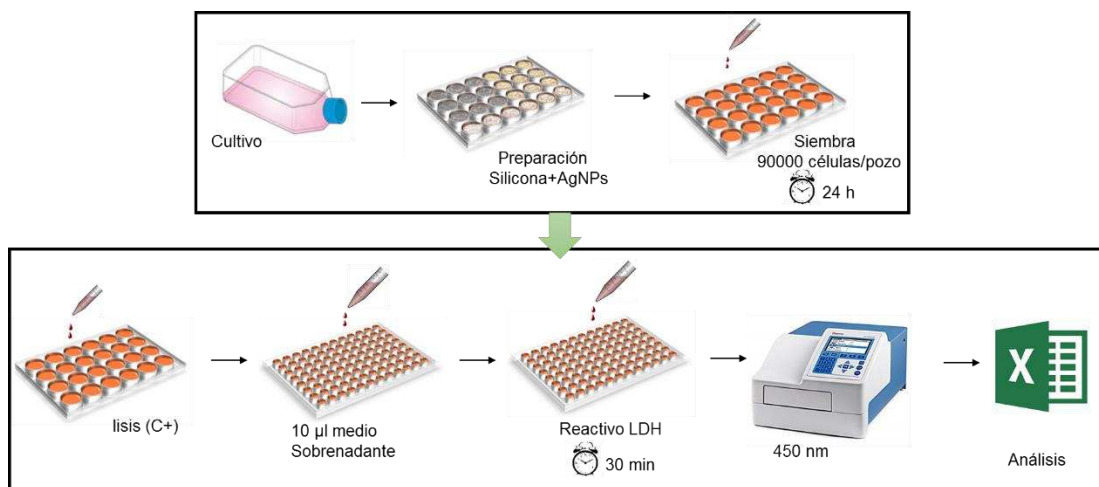 Cultivo
Preparación
Silicona+AgNPs
Siembra
90000 células/pozo
24 h
lisis (C+)
10 µl medio
Sobrenadante
Reactivo LDH
30 min
450 nm
X
Análisis